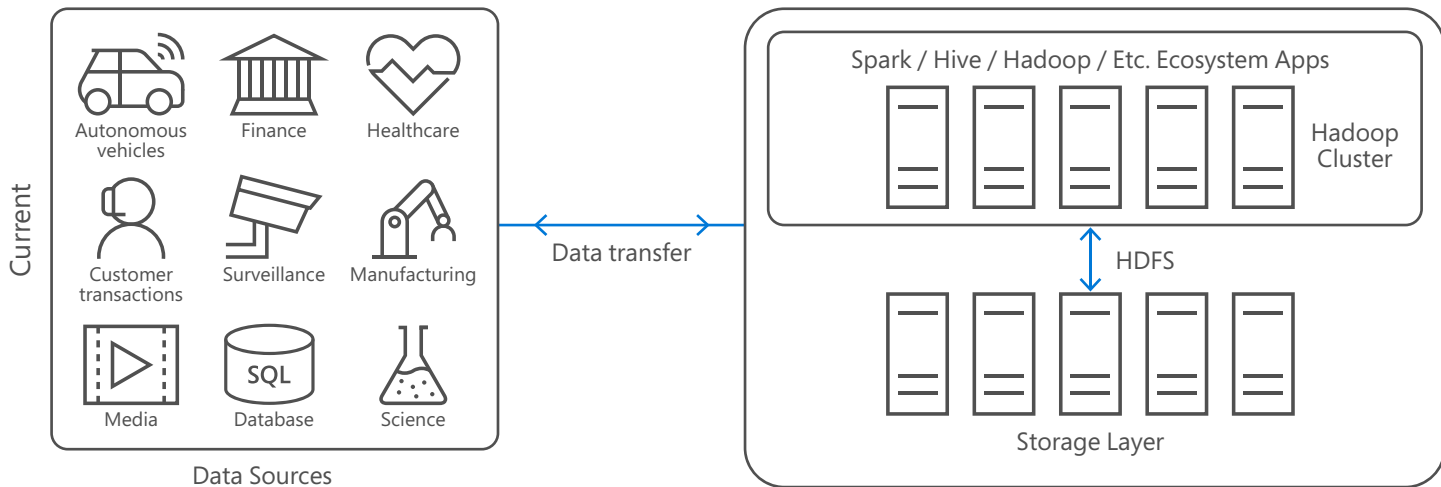 Current
Autonomous
vehicles
Finance
Healthcare
Customer
transactions
Surveillance
Manufacturing
Media
SQL
Database
Science
Data Sources
Data transfer
Spark / Hive / Hadoop / Etc. Ecosystem Apps
Hadoop
Cluster
HDFS
Storage Layer